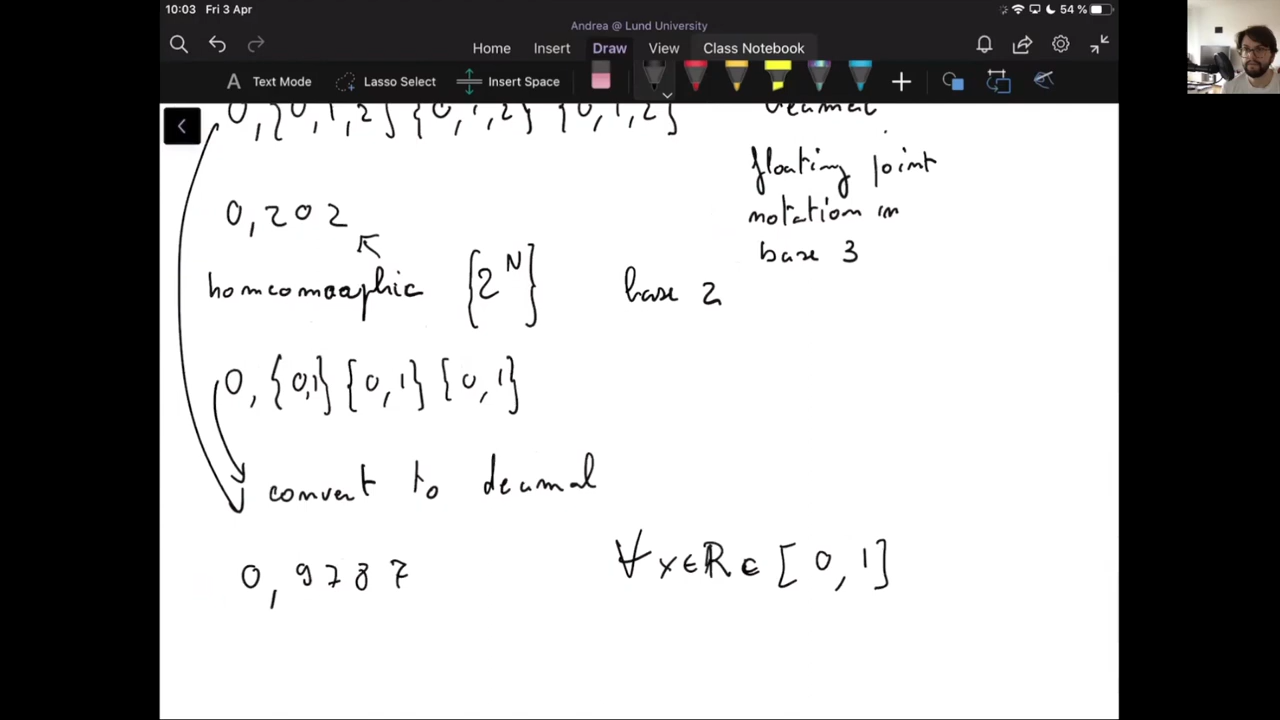 10:03 Fri 3 Apr
54 %
Andrea @ Lund University
Home Insert Draw View Class Notebook
A Text Mode Lasso Select Insert Space
0,{0,1,2}{0,1,2}{0,1,2} decimal
floating point
0,202 notation in
base 3
homeomorphic {2^N} base 2
0,{0,1}{0,1}{0,1}
convert to decimal
0,9787 ∀x∈ℝ∈[0,1]